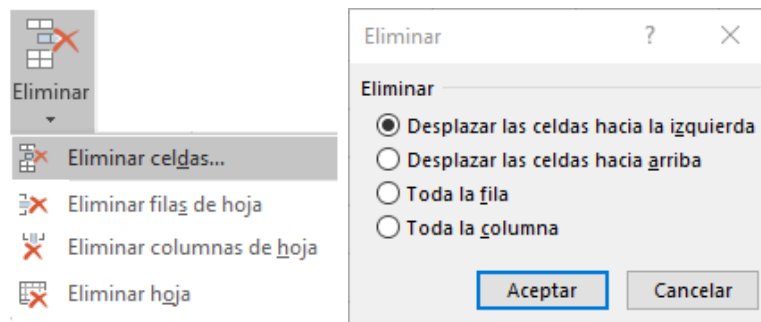 Eliminar
Eliminar celdas...
Eliminar filas de hoja
Eliminar columnas de hoja
Eliminar hoja
Eliminar ? ×
Eliminar
Desplazar las celdas hacia la izquierda
Desplazar las celdas hacia arriba
Toda la fila
Toda la columna
Aceptar Cancelar